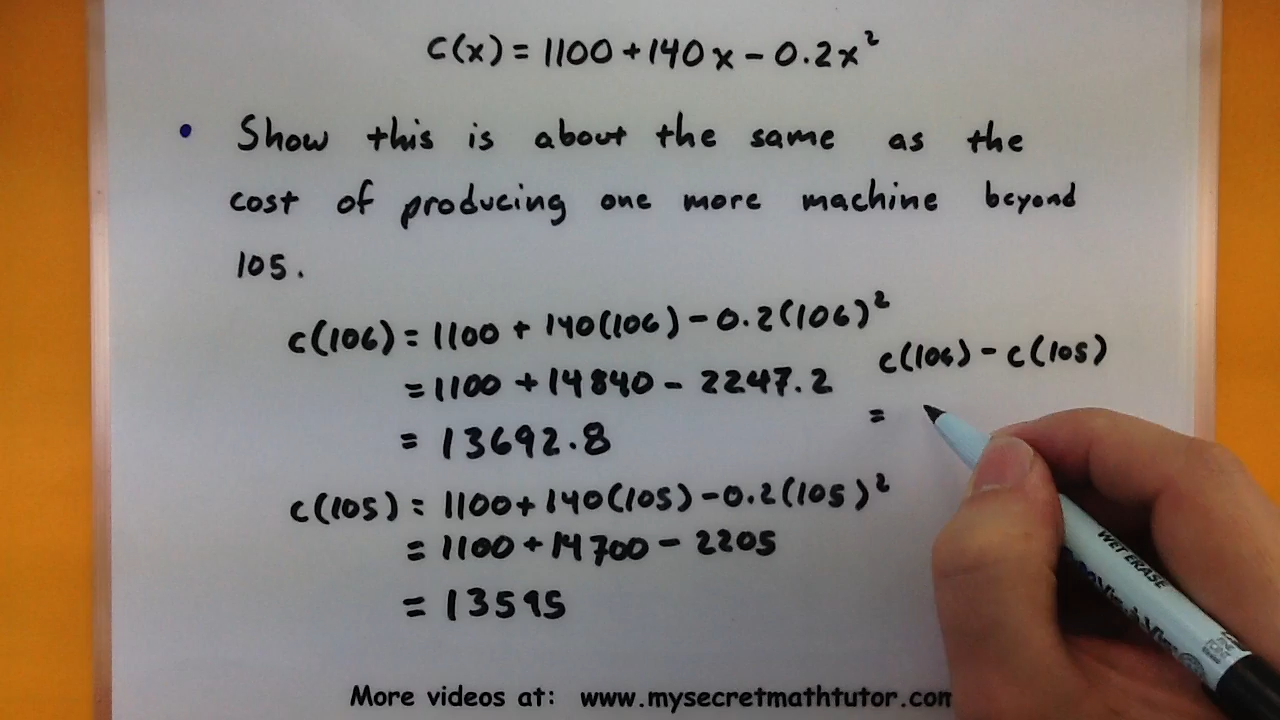 c(x) = 1100 + 140x - 0.2x²
• Show this is about the same as the
cost of producing one more machine beyond
105.
c(106) = 1100 + 140(106) - 0.2(106)²
= 1100 + 14840 - 2247.2
= 13692.8
c(105) = 1100 + 140(105) - 0.2(105)²
= 1100 + 14700 - 2205
= 13595
c(106) - c(105)
=
WET ERASE
More videos at: www.mysecretmathtutor.com